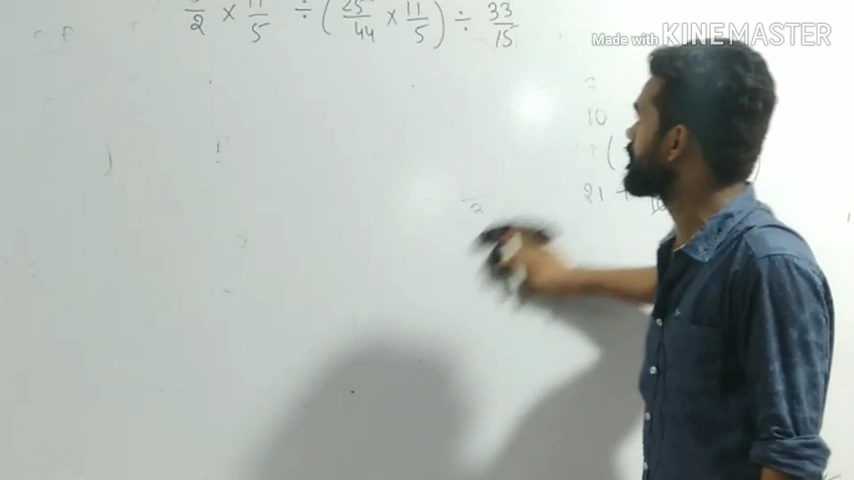 Made with KINEMASTER
/2 × 11/5 ÷ (25/44 × 11/5) ÷ 33/15
10
+ (
21 +